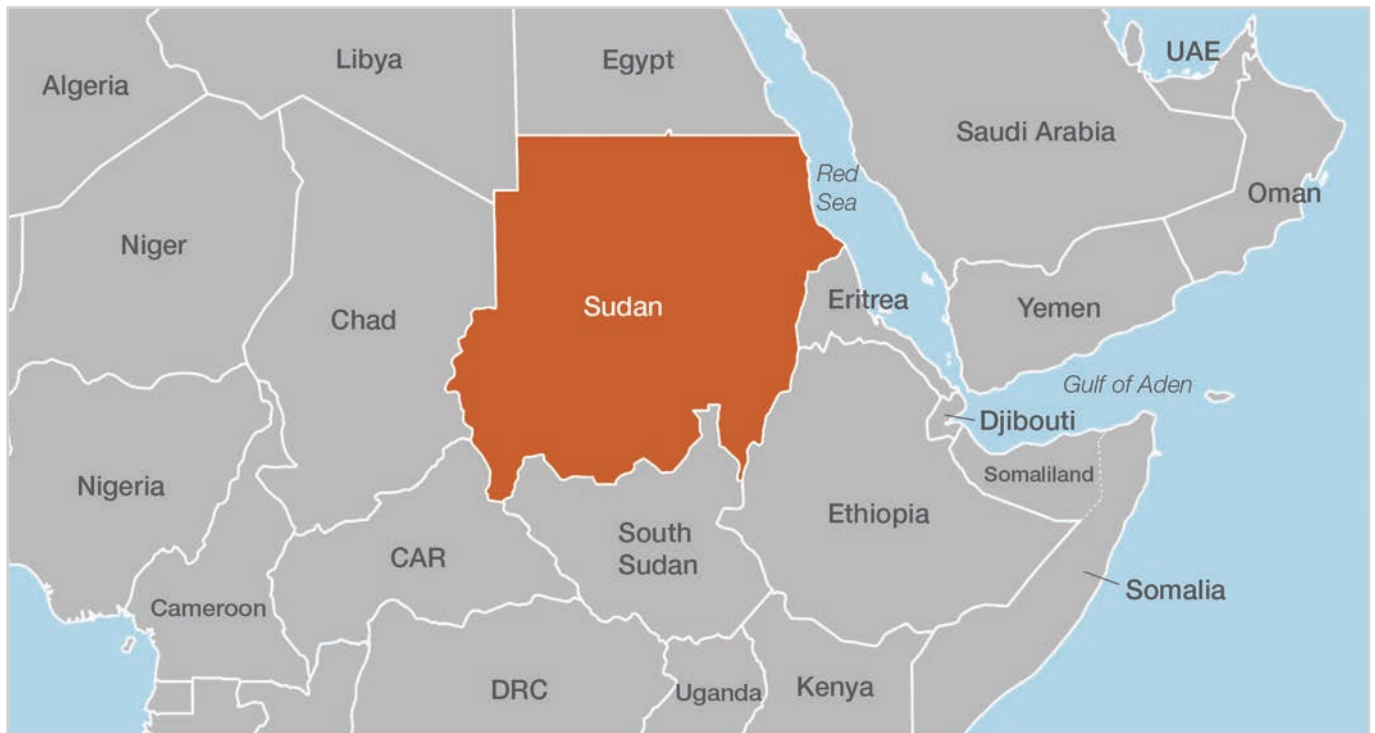 Algeria
Libya
Egypt
UAE
Saudi Arabia
Red
Sea
Oman
Niger
Chad
Sudan
Eritrea
Yemen
Gulf of Aden
Djibouti
Nigeria
Somaliland
Ethiopia
South
Sudan
CAR
Cameroon
Somalia
DRC
Uganda
Kenya